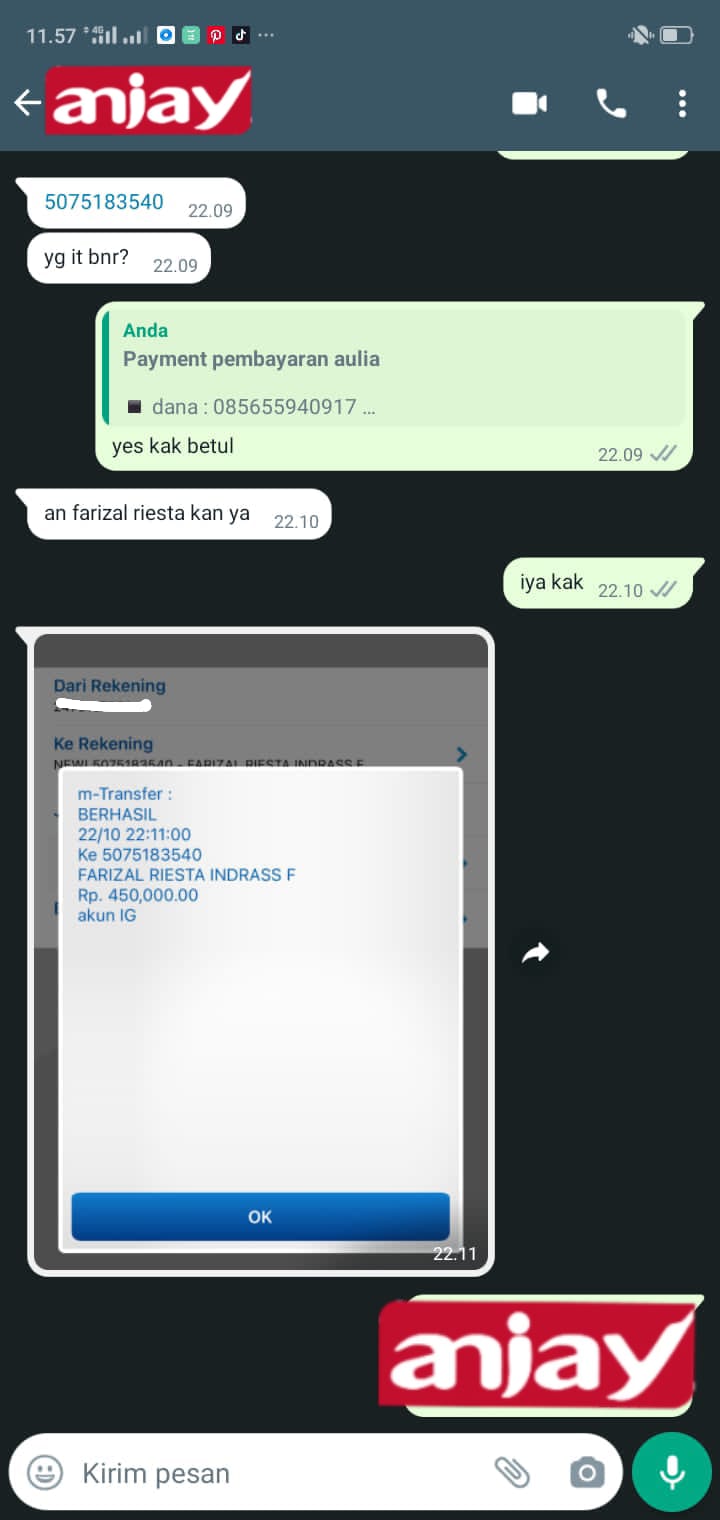 11.57
4G
anjay
5075183540 22.09
yg it bnr? 22.09
Anda
Payment pembayaran aulia
dana : 085655940917 ...
yes kak betul 22.09
an farizal riesta kan ya 22.10
iya kak 22.10
Dari Rekening
Ke Rekening
NEW! 5075183540 - FARIZAL RIESTA INDRASS F
m-Transfer :
BERHASIL
22/10 22:11:00
Ke 5075183540
FARIZAL RIESTA INDRASS F
Rp. 450,000.00
akun IG
OK
22.11
anjay
Kirim pesan